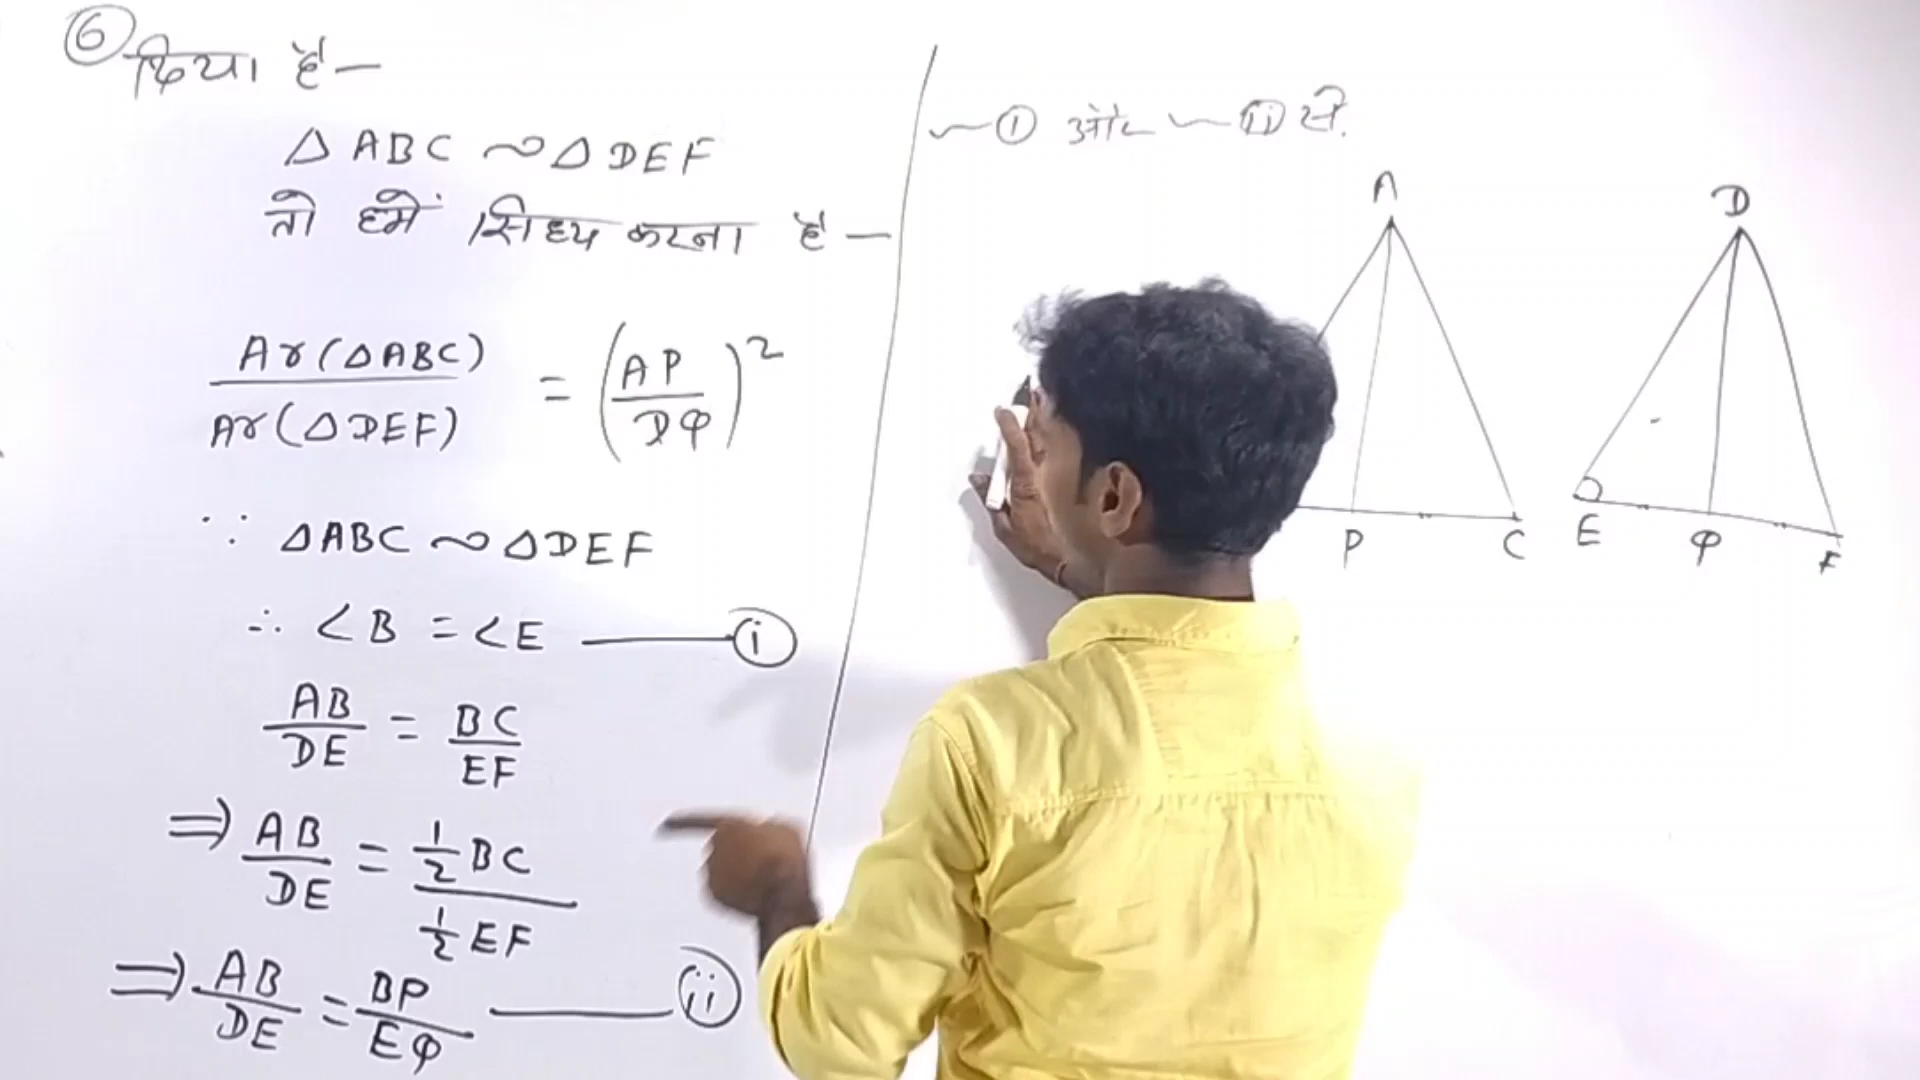 6 दिया है—
△ABC ~ △DEF
तो हमें सिध्द करना है—
Ar(△ABC)/Ar(△DEF) = (AP/DQ)²
∵ △ABC ~ △DEF
∴ ∠B = ∠E —— (i)
AB/DE = BC/EF
⇒ AB/DE = ½BC/½EF
⇒ AB/DE = BP/EQ —— (ii)
~ (i) और ~ (ii) से.
A
P C
D
E Q F